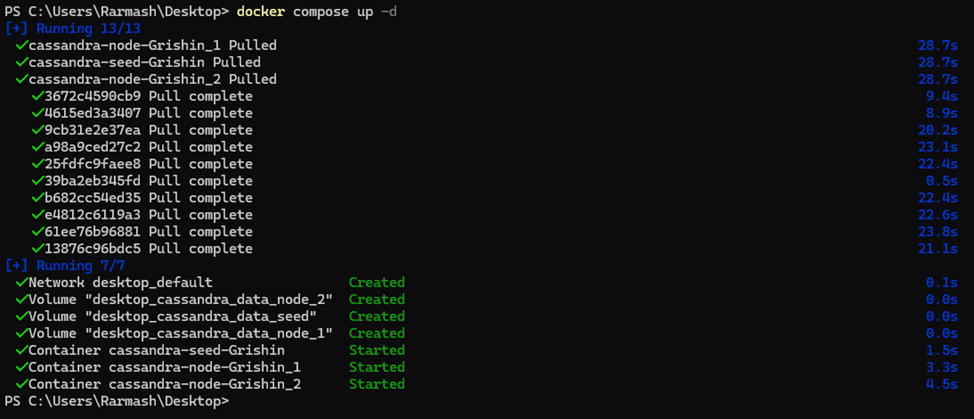 PS C:\Users\Rarmash\Desktop> docker compose up -d
[+] Running 13/13
✓cassandra-node-Grishin_1 Pulled 28.7s
✓cassandra-seed-Grishin Pulled 28.7s
✓cassandra-node-Grishin_2 Pulled 28.7s
✓3672c4590cb9 Pull complete 9.4s
✓4615ed3a3407 Pull complete 8.9s
✓9cb31e2e37ea Pull complete 20.2s
✓a98a9ced27c2 Pull complete 23.1s
✓25fdfc9faee8 Pull complete 22.4s
✓39ba2eb345fd Pull complete 0.5s
✓b682cc54ed35 Pull complete 22.4s
✓e4812c6119a3 Pull complete 22.6s
✓61ee76b96881 Pull complete 23.8s
✓13876c96bdc5 Pull complete 21.1s
[+] Running 7/7
✓Network desktop_default Created 0.1s
✓Volume "desktop_cassandra_data_node_2" Created 0.0s
✓Volume "desktop_cassandra_data_seed" Created 0.0s
✓Volume "desktop_cassandra_data_node_1" Created 0.0s
✓Container cassandra-seed-Grishin Started 1.5s
✓Container cassandra-node-Grishin_1 Started 3.3s
✓Container cassandra-node-Grishin_2 Started 4.5s
PS C:\Users\Rarmash\Desktop>